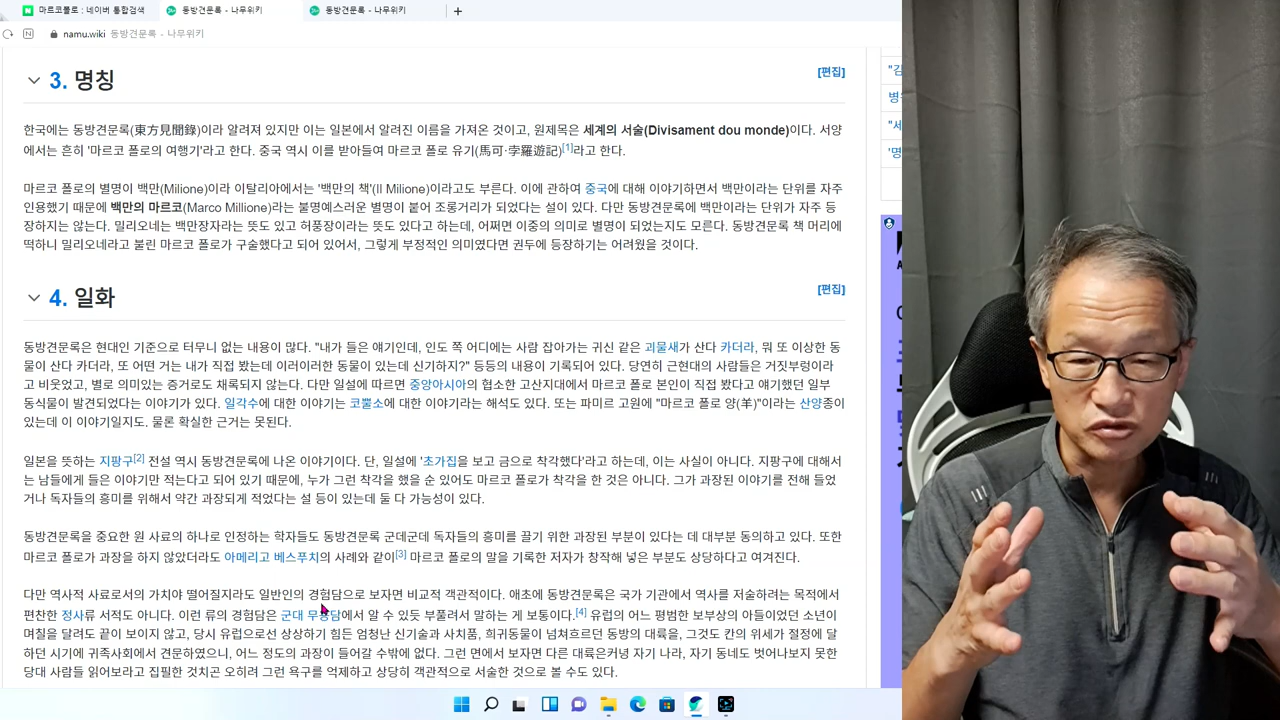 마르코볼로 : 네이버 통합검색
동방견문록 - 나무위키
동방견문록 - 나무위키
namu.wiki 동방견문록 - 나무위키
3. 명칭
[편집]
한국에는 동방견문록(東方見聞錄)이라 알려져 있지만 이는 일본에서 알려진 이름을 가져온 것이고, 원제목은 세계의 서술(Divisament dou monde)이다. 서양
에서는 흔히 '마르코 폴로의 여행기'라고 한다. 중국 역시 이를 받아들여 마르코 폴로 유기(馬可·孛羅遊記)[1]라고 한다.
마르코 폴로의 별명이 백만(Milione)이라 이탈리아에서는 '백만의 책'(Il Milione)이라고도 부른다. 이에 관하여 중국에 대해 이야기하면서 백만이라는 단위를 자주
인용했기 때문에 백만의 마르코(Marco Millione)라는 불명예스러운 별명이 붙어 조롱거리가 되었다는 설이 있다. 다만 동방견문록에 백만이라는 단위가 자주 등
장하지는 않는다. 밀리오네는 백만장자라는 뜻도 있고 허풍장이라는 뜻도 있다고 하는데, 어쩌면 이중의 의미로 별명이 되었는지도 모른다. 동방견문록 책 머리에
떡하니 밀리오네라고 불린 마르코 폴로가 구술했다고 되어 있어서, 그렇게 부정적인 의미였다면 권두에 등장하기는 어려웠을 것이다.
4. 일화
[편집]
동방견문록은 현대인 기준으로 터무니 없는 내용이 많다. "내가 들은 얘기인데, 인도 쪽 어디에는 사람 잡아가는 귀신 같은 괴물새가 산다 카더라, 뭐 또 이상한 동
물이 산다 카더라, 또 어떤 거는 내가 직접 봤는데 이러이러한 동물이 있는데 신기하지?" 등등의 내용이 기록되어 있다. 당연히 근현대의 사람들은 거짓부렁이라
고 비웃었고, 별로 의미있는 증거로도 채록되지 않는다. 다만 일설에 따르면 중앙아시아의 협소한 고산지대에서 마르코 폴로 본인이 직접 봤다고 얘기했던 일부
동식물이 발견되었다는 이야기가 있다. 일각수에 대한 이야기는 코뿔소에 대한 이야기라는 해석도 있다. 또는 파미르 고원에 "마르코 폴로 양(羊)"이라는 산양종이
있는데 이 이야기일지도. 물론 확실한 근거는 못된다.
일본을 뜻하는 지팡구[2] 전설 역시 동방견문록에 나온 이야기이다. 단, 일설에 '초가집을 보고 금으로 착각했다'라고 하는데, 이는 사실이 아니다. 지팡구에 대해서
는 남들에게 들은 이야기만 적는다고 되어 있기 때문에, 누가 그런 착각을 했을 순 있어도 마르코 폴로가 착각을 한 것은 아니다. 그가 과장된 이야기를 전해 들었
거나 독자들의 흥미를 위해서 약간 과장되게 적었다는 설 등이 있는데 둘 다 가능성이 있다.
동방견문록을 중요한 원 사료의 하나로 인정하는 학자들도 동방견문록 군데군데 독자들의 흥미를 끌기 위한 과장된 부분이 있다는 데 대부분 동의하고 있다. 또한
마르코 폴로가 과장을 하지 않았더라도 아메리고 베스푸치의 사례와 같이[3] 마르코 폴로의 말을 기록한 저자가 창작해 넣은 부분도 상당하다고 여겨진다.
다만 역사적 사료로서의 가치야 떨어질지라도 일반인의 경험담으로 보자면 비교적 객관적이다. 애초에 동방견문록은 국가 기관에서 역사를 저술하려는 목적에서
편찬한 정사류 서적도 아니다. 이런 류의 경험담은 군대 무용담에서 알 수 있듯 부풀려서 말하는 게 보통이다.[4] 유럽의 어느 평범한 보부상의 아들이었던 소년이
며칠을 달려도 끝이 보이지 않고, 당시 유럽으로선 상상하기 힘든 엄청난 신기술과 사치품, 희귀동물이 넘쳐흐르던 동방의 대륙을, 그것도 칸의 위세가 절정에 달
하던 시기에 귀족사회에서 견문하였으니, 어느 정도의 과장이 들어갈 수밖에 없다. 그런 면에서 보자면 다른 대륙은커녕 자기 나라, 자기 동네도 벗어나보지 못한
당대 사람들 읽어보라고 집필한 것치곤 오히려 그런 욕구를 억제하고 상당히 객관적으로 서술한 것으로 볼 수도 있다.